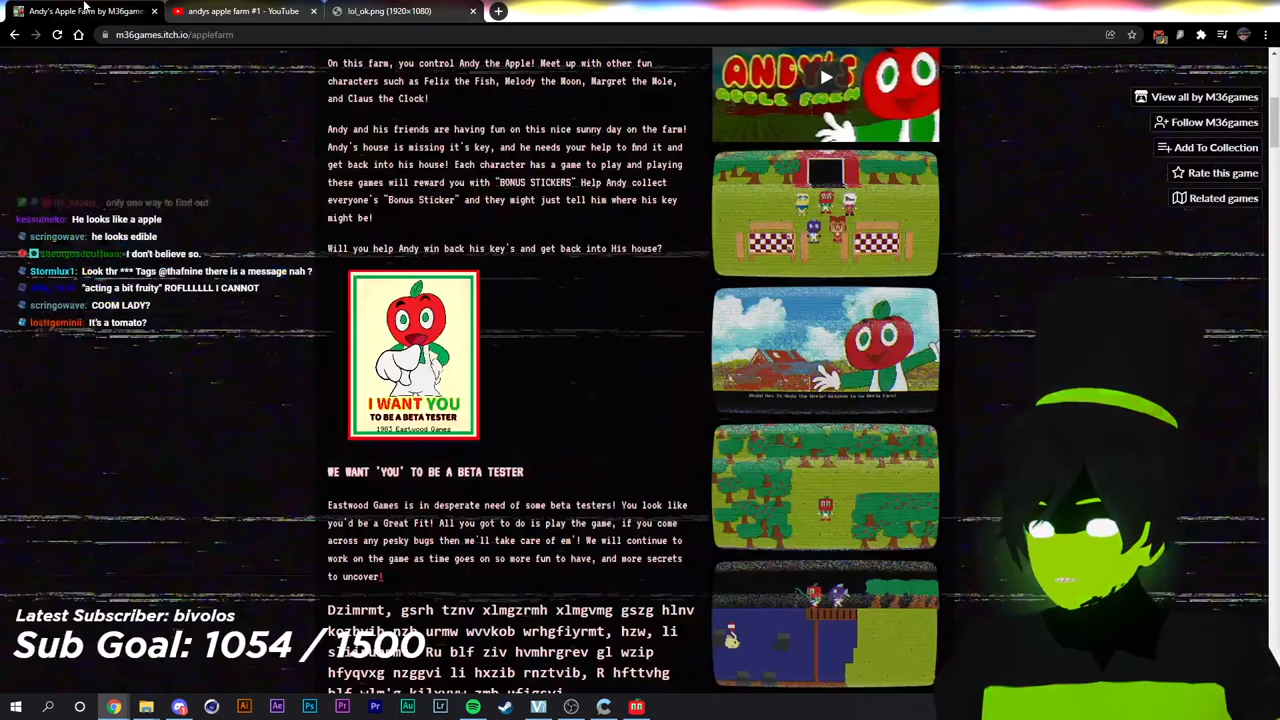 Andy's Apple Farm by M36game
andys apple farm #1 - YouTube
lol_ok.png (1920×1080)
m36games.itch.io/applefarm
On this farm, you control Andy the Apple! Meet up with other fun
characters such as Felix the Fish, Melody the Moon, Margret the Mole,
and Claus the Clock!
Andy and his friends are having fun on this nice sunny day on the farm!
Andy's house is missing it's key, and he needs your help to find it and
get back into his house! Each character has a game to play and playing
these games will reward you with "BONUS STICKERS" Help Andy collect
everyone's "Bonus Sticker" and they might just tell him where his key
might be!
Will you help Andy win back his key's and get back into His house?
I WANT YOU
TO BE A BETA TESTER
1983 Eastwood Games
WE WANT 'YOU' TO BE A BETA TESTER
Eastwood Games is in desperate need of some beta testers! You look like
you'd be a Great Fit! All you got to do is play the game, if you come
across any pesky bugs then we'll take care of em'! We will continue to
work on the game as time goes on so more fun to have, and more secrets
to uncover!
Dzimrmt, gsrh tznv xlmgzrmh xlmgvmg gszg hlnv
urmw wvvkob wrhgfiyrmt, hzw, li
Ru blf ziv hvmhrgrev gl wzip
hfyqvxg nzggvi li hxzib rnztvib, R hfttvhg
only one way to find out
kessuineko: He looks like a apple
scringowave: he looks edible
I don't believe so.
Stormlux1: Look thr *** Tags @thafnine there is a message nah ?
"acting a bit fruity" ROFLLLLLL I CANNOT
scringowave: COOM LADY?
losttgeminii: It's a tomato?
ANDY'S
APPLE FARM
View all by M36games
Follow M36games
Add To Collection
Rate this game
Related games
Latest Subscriber: bivolos
Sub Goal: 1054 / 1500